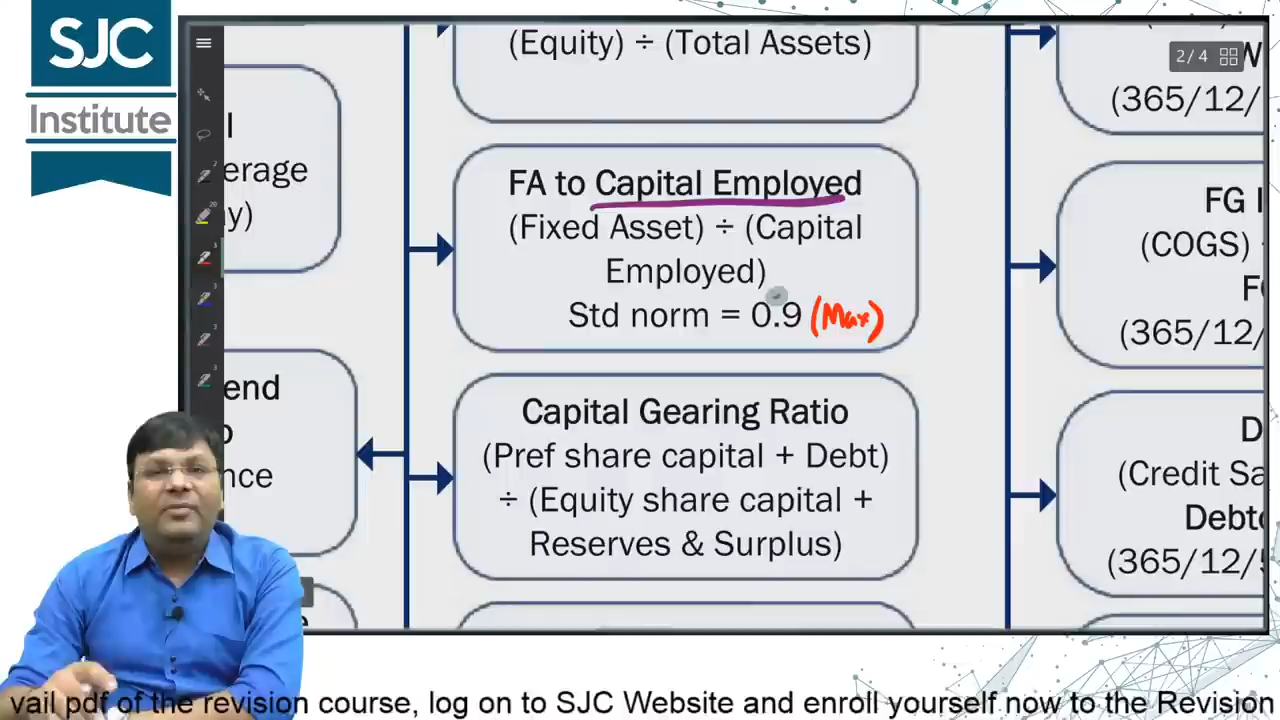 SJC
Institute
2/4
(Equity) ÷ (Total Assets)
FA to Capital Employed
(Fixed Asset) ÷ (Capital
Employed)
Std norm = 0.9 (Max)
Capital Gearing Ratio
(Pref share capital + Debt)
÷ (Equity share capital +
Reserves & Surplus)
erage
y)
end
nce
(365/12/
FG
(COGS)
F
(365/12/
D
(Credit Sa
Debto
(365/12/
vail pdf of the revision course, log on to SJC Website and enroll yourself now to the Revision